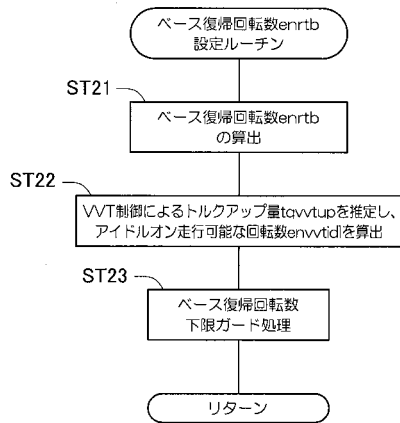 ベース復帰回転数enrtb
設定ルーチン
ST21
ベース復帰回転数enrtb
の算出
ST22
VVT制御によるトルクアップ量tqvvtupを推定し、
アイドルオン走行可能な回転数envvtidlを算出
ST23
ベース復帰回転数
下限ガード処理
リターン